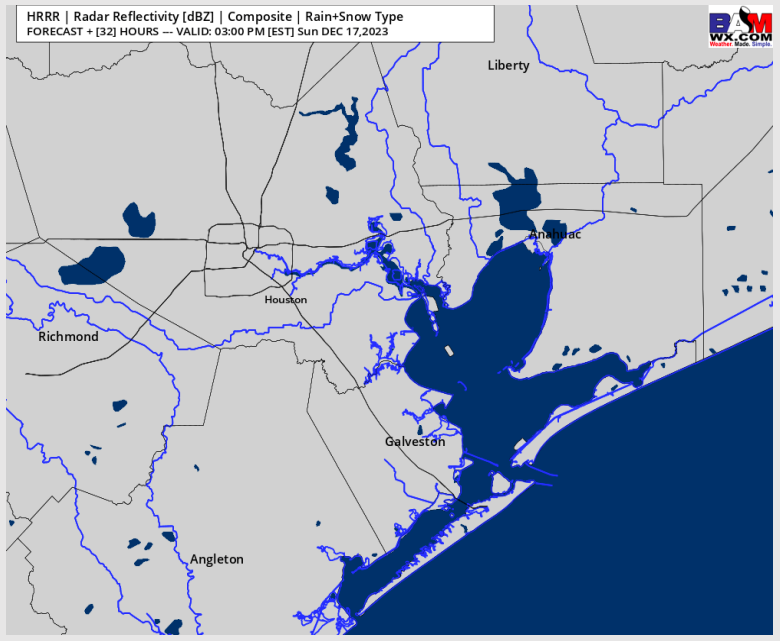 HRRR | Radar Reflectivity [dBZ] | Composite | Rain+Snow Type
FORECAST + [32] HOURS --- VALID: 03:00 PM [EST] Sun DEC 17,2023
BAM
WX.COM
Weather. Made. Simple.
Liberty
Anahuac
Houston
Richmond
Galveston
Angleton